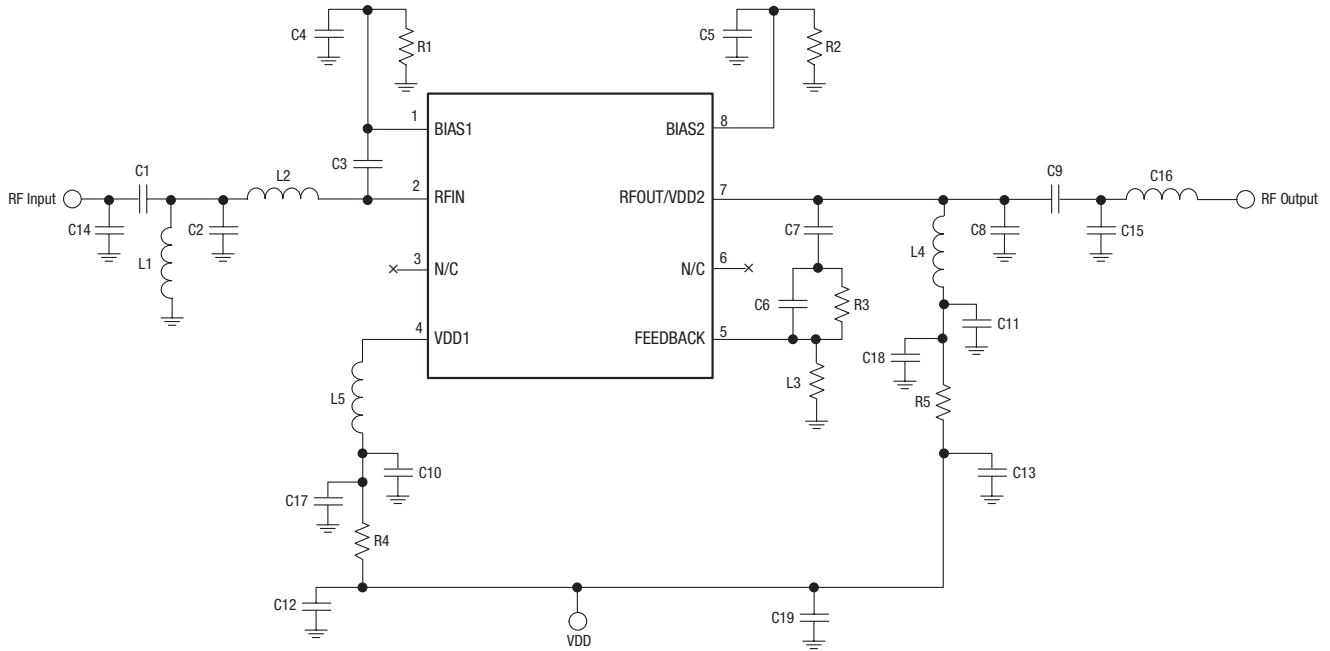 C4
R1
C5
R2
1
BIAS1
BIAS2
8
C3
C1
L2
2
RFIN
RFOUT/VDD2
7
C9
C16
RF Input
RF Output
C14
C2
L1
C7
C8
C15
L4
3
N/C
N/C
6
C6
R3
C11
4
VDD1
FEEDBACK
5
C18
L3
L5
R5
C10
C13
C17
R4
C12
C19
VDD